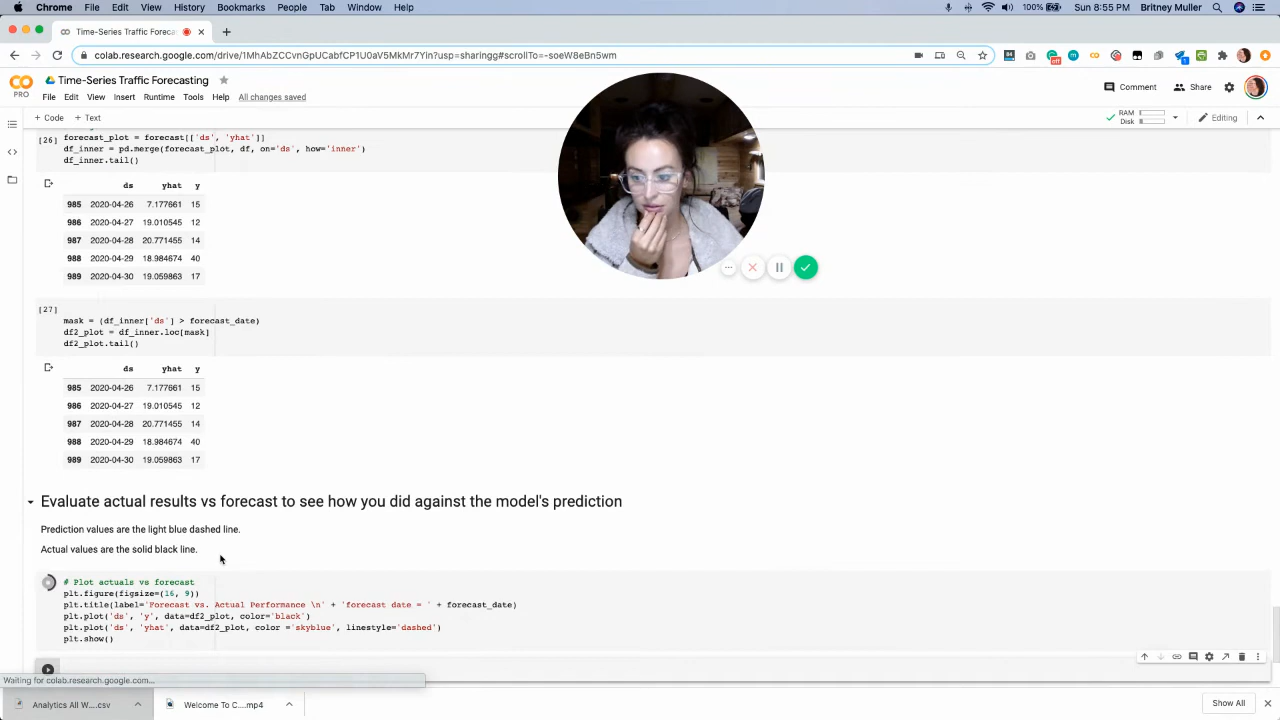 Chrome File Edit View History Bookmarks People Tab Window Help 100% Sun 8:55 PM Britney Muller
Time-Series Traffic Foreca
colab.research.google.com/drive/1MhAbZCCvnGpUCabfCP1U0aV5MkMr7Yin?usp=sharingg#scrollTo=-soeW8eBn5wm
CO
PRO
Time-Series Traffic Forecasting
File Edit View Insert Runtime Tools Help All changes saved
Comment Share
+ Code + Text
RAM
Disk
Editing
[26]
forecast_plot = forecast[['ds', 'yhat']]
df_inner = pd.merge(forecast_plot, df, on='ds', how='inner')
df_inner.tail()
ds yhat y
985 2020-04-26 7.177661 15
986 2020-04-27 19.010545 12
987 2020-04-28 20.771455 14
988 2020-04-29 18.984674 40
989 2020-04-30 19.059863 17
[27]
mask = (df_inner['ds'] > forecast_date)
df2_plot = df_inner.loc[mask]
df2_plot.tail()
ds yhat y
985 2020-04-26 7.177661 15
986 2020-04-27 19.010545 12
987 2020-04-28 20.771455 14
988 2020-04-29 18.984674 40
989 2020-04-30 19.059863 17
Evaluate actual results vs forecast to see how you did against the model's prediction
Prediction values are the light blue dashed line.
Actual values are the solid black line.
# Plot actuals vs forecast
plt.figure(figsize=(16, 9))
plt.title(label='Forecast vs. Actual Performance \n' + 'forecast date = ' + forecast_date)
plt.plot('ds', 'y', data=df2_plot, color='black')
plt.plot('ds', 'yhat', data=df2_plot, color ='skyblue', linestyle='dashed')
plt.show()
Waiting for colab.research.google.com...
Analytics All W....csv
Welcome To C....mp4
Show All